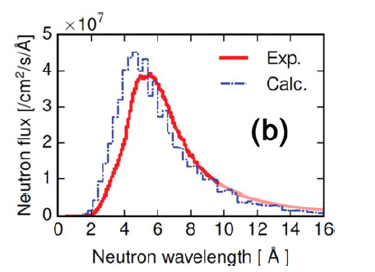 ×10⁷
5
4
3
2
1
0
0 2 4 6 8 10 12 14 16
Neutron flux [/cm2/s/Å]
Neutron wavelength [ Å ]
Exp.
Calc.
(b)